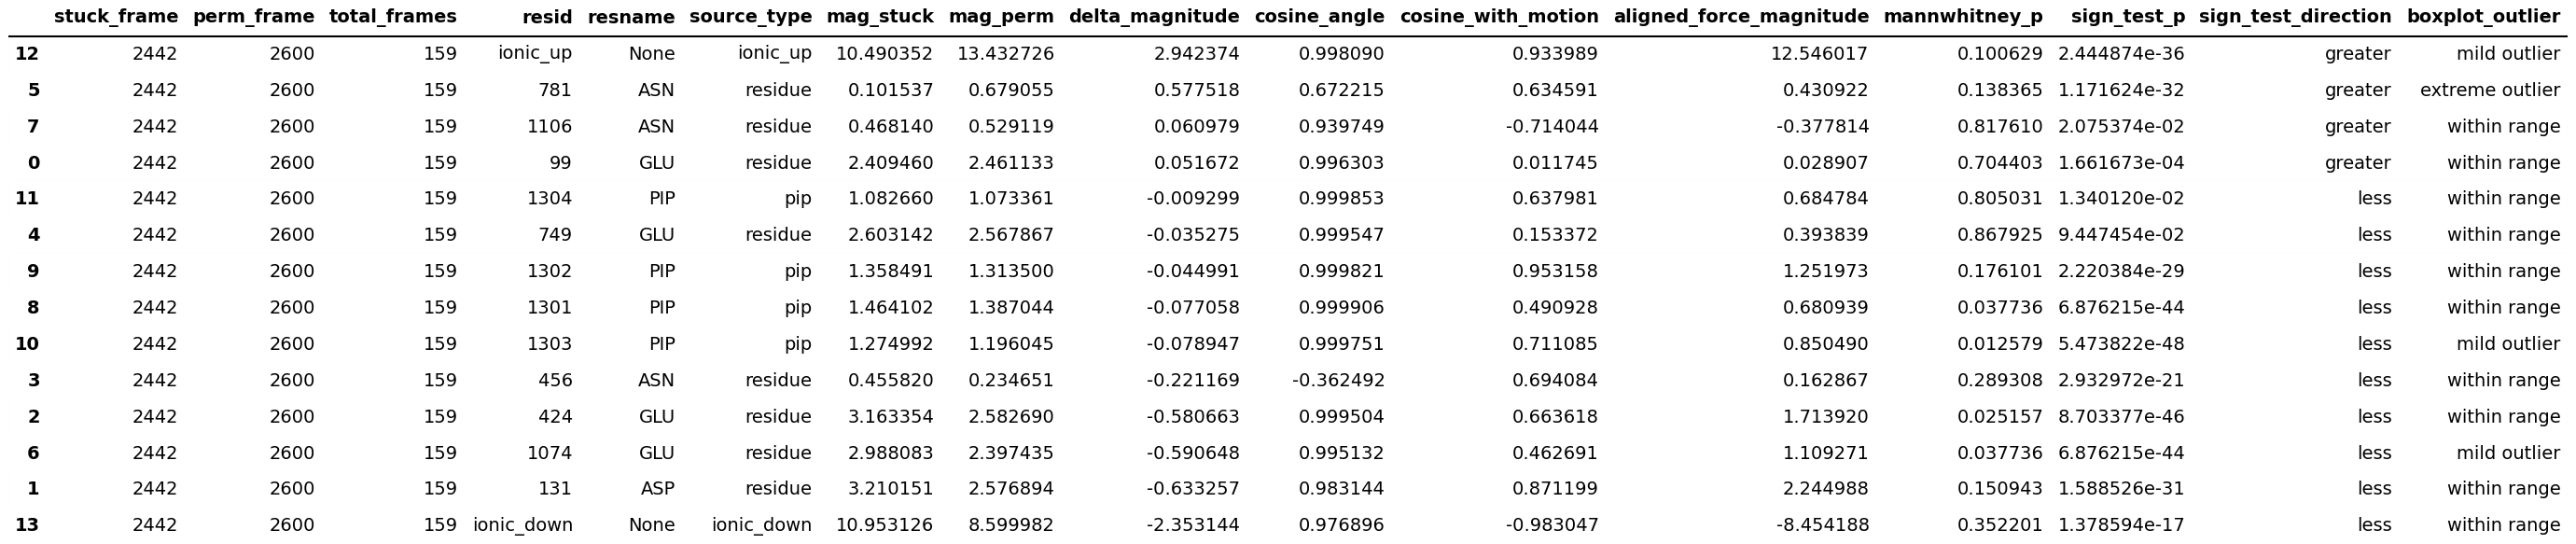 stuck_frame perm_frame total_frames resid resname source_type mag_stuck mag_perm delta_magnitude cosine_angle cosine_with_motion aligned_force_magnitude mannwhitney_p sign_test_p sign_test_direction boxplot_outlier
12 2442 2600 159 ionic_up None ionic_up 10.490352 13.432726 2.942374 0.998090 0.933989 12.546017 0.100629 2.444874e-36 greater mild outlier
5 2442 2600 159 781 ASN residue 0.101537 0.679055 0.577518 0.672215 0.634591 0.430922 0.138365 1.171624e-32 greater extreme outlier
7 2442 2600 159 1106 ASN residue 0.468140 0.529119 0.060979 0.939749 -0.714044 -0.377814 0.817610 2.075374e-02 greater within range
0 2442 2600 159 99 GLU residue 2.409460 2.461133 0.051672 0.996303 0.011745 0.028907 0.704403 1.661673e-04 greater within range
11 2442 2600 159 1304 PIP pip 1.082660 1.073361 -0.009299 0.999853 0.637981 0.684784 0.805031 1.340120e-02 less within range
4 2442 2600 159 749 GLU residue 2.603142 2.567867 -0.035275 0.999547 0.153372 0.393839 0.867925 9.447454e-02 less within range
9 2442 2600 159 1302 PIP pip 1.358491 1.313500 -0.044991 0.999821 0.953158 1.251973 0.176101 2.220384e-29 less within range
8 2442 2600 159 1301 PIP pip 1.464102 1.387044 -0.077058 0.999906 0.490928 0.680939 0.037736 6.876215e-44 less within range
10 2442 2600 159 1303 PIP pip 1.274992 1.196045 -0.078947 0.999751 0.711085 0.850490 0.012579 5.473822e-48 less mild outlier
3 2442 2600 159 456 ASN residue 0.455820 0.234651 -0.221169 -0.362492 0.694084 0.162867 0.289308 2.932972e-21 less within range
2 2442 2600 159 424 GLU residue 3.163354 2.582690 -0.580663 0.999504 0.663618 1.713920 0.025157 8.703377e-46 less within range
6 2442 2600 159 1074 GLU residue 2.988083 2.397435 -0.590648 0.995132 0.462691 1.109271 0.037736 6.876215e-44 less mild outlier
1 2442 2600 159 131 ASP residue 3.210151 2.576894 -0.633257 0.983144 0.871199 2.244988 0.150943 1.588526e-31 less within range
13 2442 2600 159 ionic_down None ionic_down 10.953126 8.599982 -2.353144 0.976896 -0.983047 -8.454188 0.352201 1.378594e-17 less within range